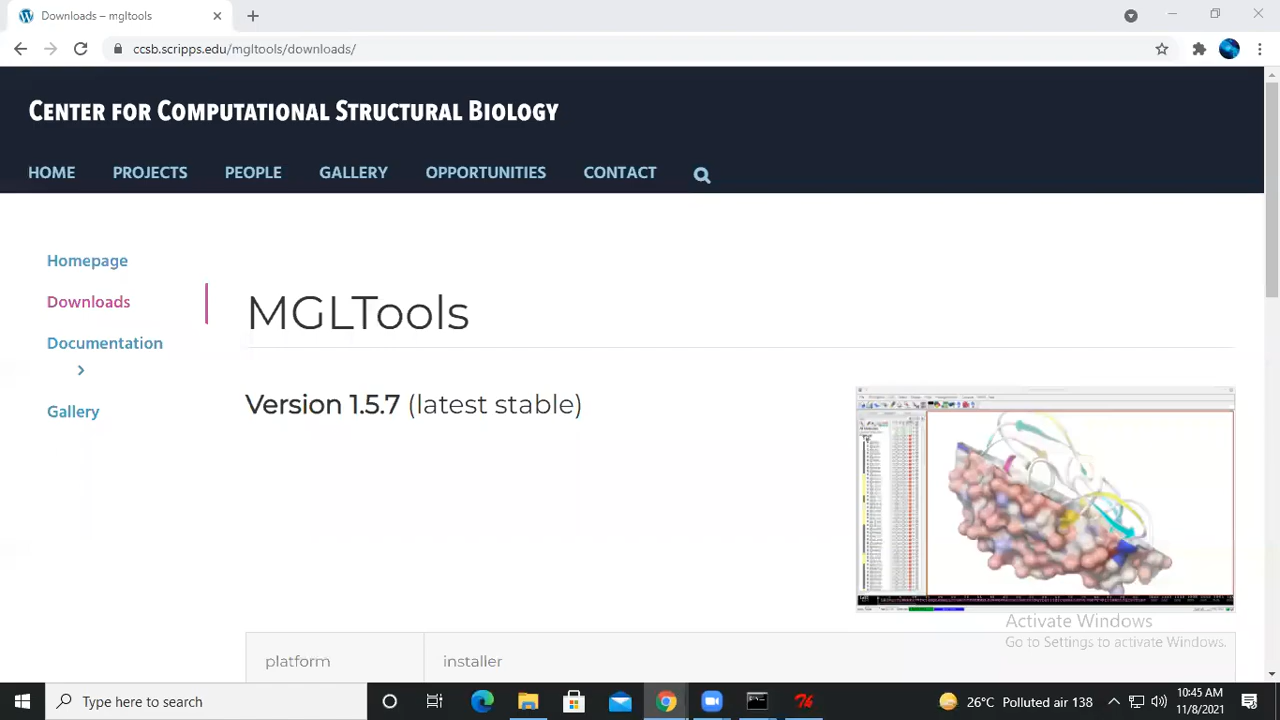 Downloads – mgltools
ccsb.scripps.edu/mgltools/downloads/
CENTER FOR COMPUTATIONAL STRUCTURAL BIOLOGY
HOME PROJECTS PEOPLE GALLERY OPPORTUNITIES CONTACT
Homepage
Downloads
Documentation
Gallery
MGLTools
Version 1.5.7 (latest stable)
platform installer
Activate Windows
Go to Settings to activate Windows.
Type here to search
26°C Polluted air 138
10:45 AM
11/8/2021